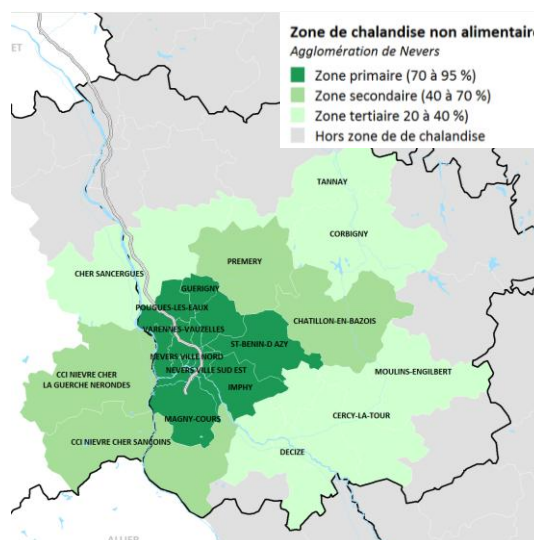 Zone de chalandise non alimentaire
Agglomération de Nevers
Zone primaire (70 à 95 %)
Zone secondaire (40 à 70 %)
Zone tertiaire 20 à 40 %)
Hors zone de de chalandise
ET
TANNAY
CORBIGNY
PREMERY
CHER SANCERGUES
GUERIGNY
POUGUES-LES-EAUX
CHATILLON-EN-BAZOIS
VARENNES-VAUZELLES
ST-BENIN-D AZY
NEVERS VILLE NORD
NEVERS VILLE SUD EST
MOULINS-ENGILBERT
CCI NIEVRE CHER
LA GUERCHE NERONDES
IMPHY
MAGNY-COURS
CERCY-LA-TOUR
CCI NIEVRE CHER SANCOINS
DECIZE
ALLIER